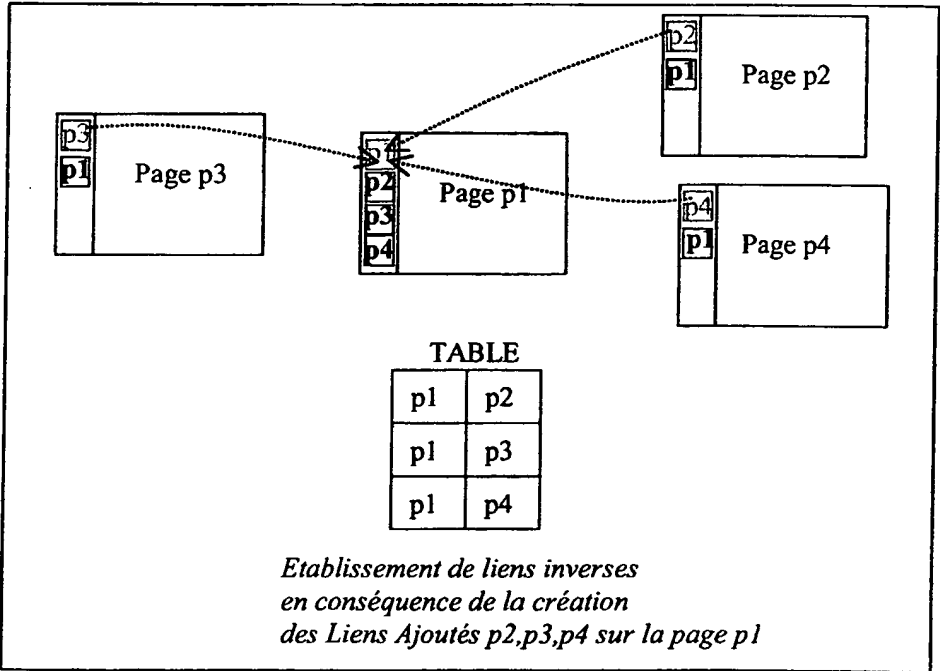 p2
p1
Page p2
p3
p1
Page p3
p1
p2
p3
p4
Page p1
p4
p1
Page p4
TABLE
p1 p2
p1 p3
p1 p4
Etablissement de liens inverses
en conséquence de la création
des Liens Ajoutés p2,p3,p4 sur la page p1